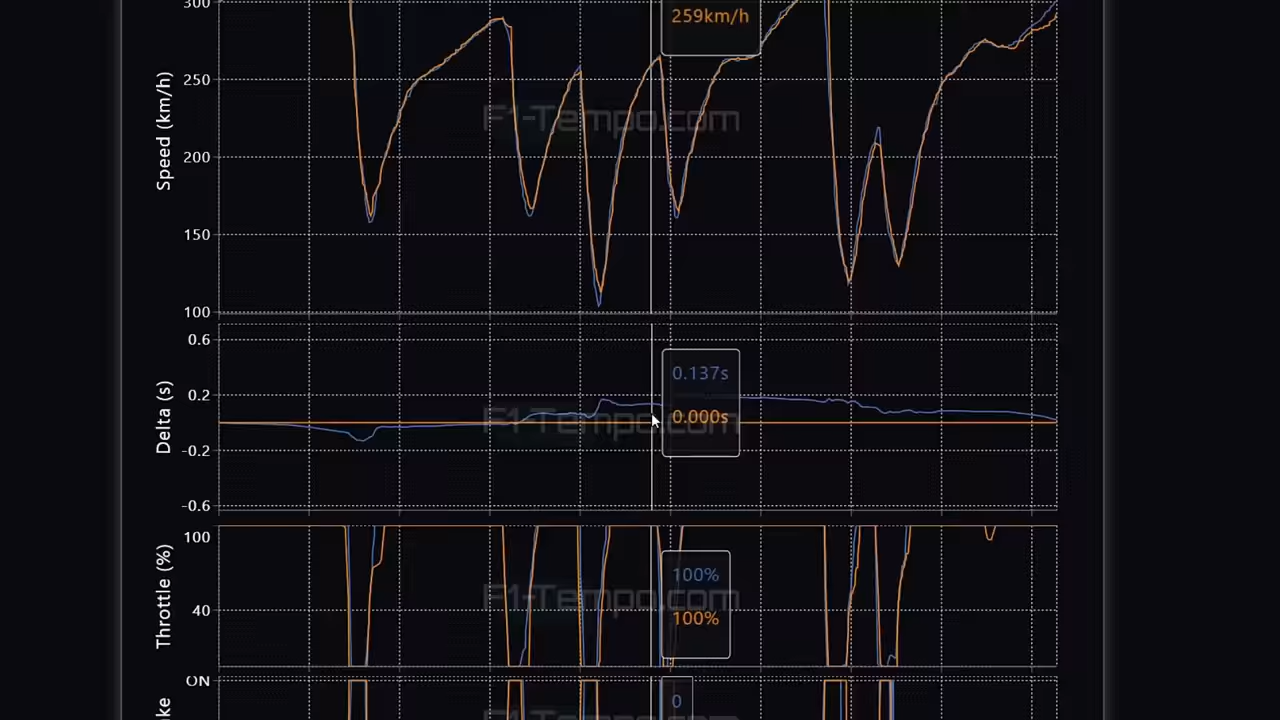 300
259km/h
250
Speed (km/h)
F1-Tempo.com
200
150
100
0.6
0.137s
0.2
Delta (s)
F1-Tempo.com
0.000s
-0.2
-0.6
100
100%
Throttle (%)
F1-Tempo.com
40
100%
ON
ke
0
F1-Tempo.com